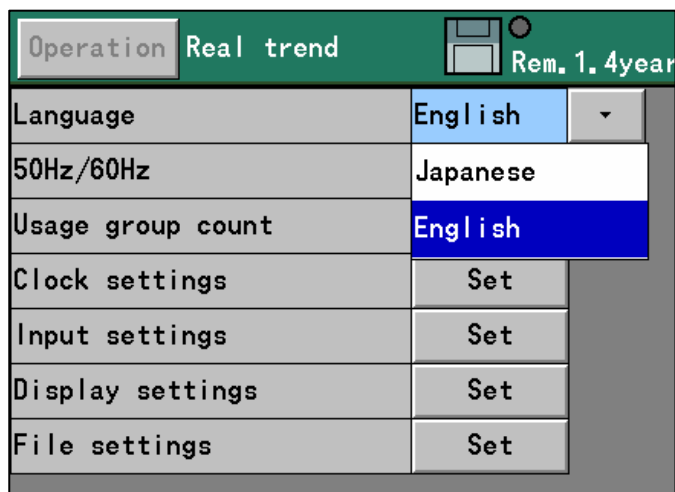 Operation Real trend
Rem.1.4year
Language English
50Hz/60Hz Japanese
Usage group count English
Clock settings Set
Input settings Set
Display settings Set
File settings Set